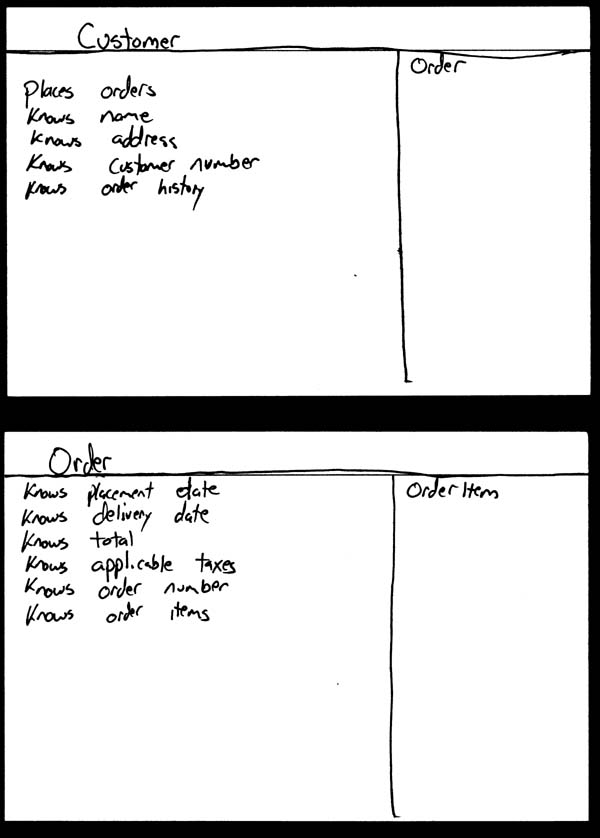 Customer
Places orders
Knows name
Knows address
Knows customer number
Knows order history
Order
Order
Knows placement date
Knows delivery date
Knows total
Knows applicable taxes
Knows order number
Knows order items
Order Item